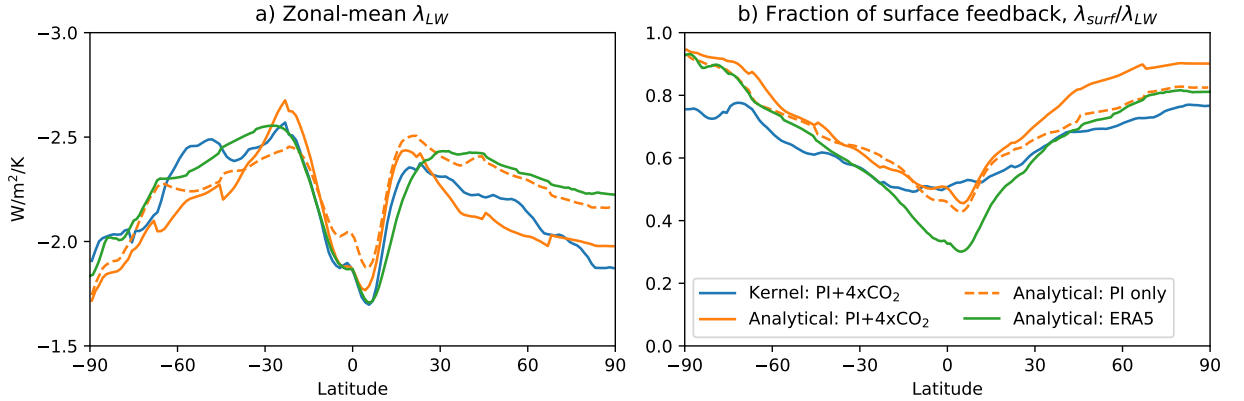 a) Zonal-mean λLW
−3.0
−2.5
−2.0
−1.5
W/m²/K
−90
−60
−30
0
30
60
90
Latitude
b) Fraction of surface feedback, λsurf/λLW
1.0
0.8
0.6
0.4
0.2
0.0
Kernel: PI+4xCO₂
Analytical: PI+4xCO₂
Analytical: PI only
Analytical: ERA5
−90
−60
−30
0
30
60
90
Latitude